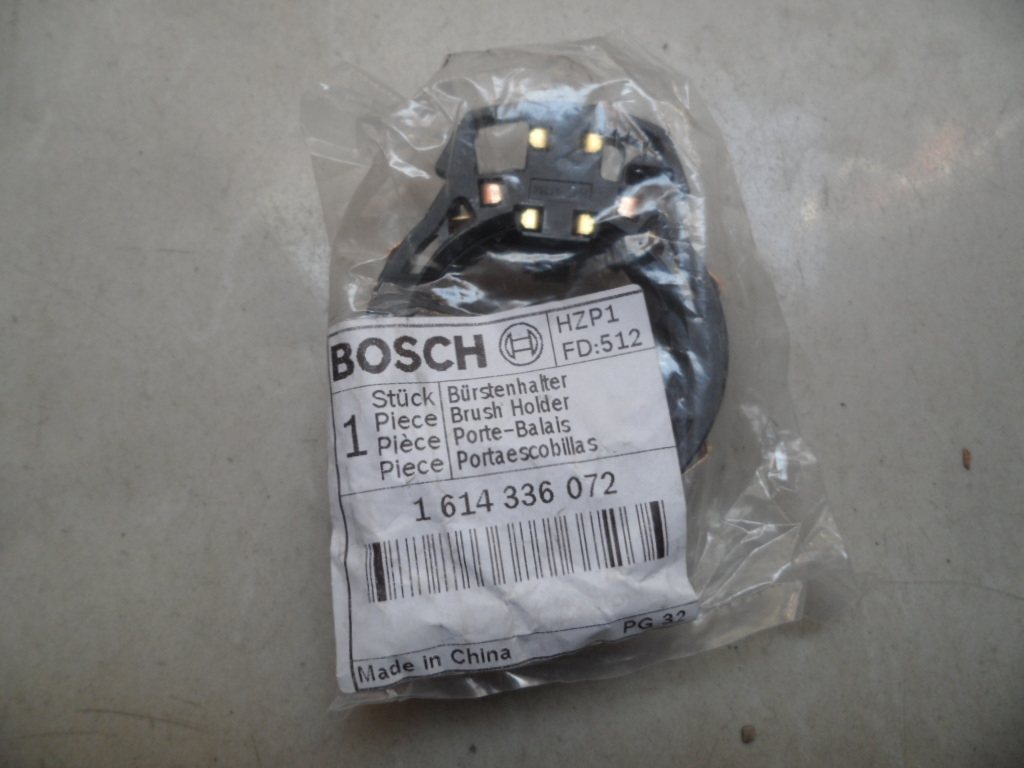 BOSCH
HZP1
FD:512
1
Stück Bürstenhalter
Piece Brush Holder
Pièce Porte-Balais
Piece Portaescobillas
1 614 336 072
PG 32
Made in China